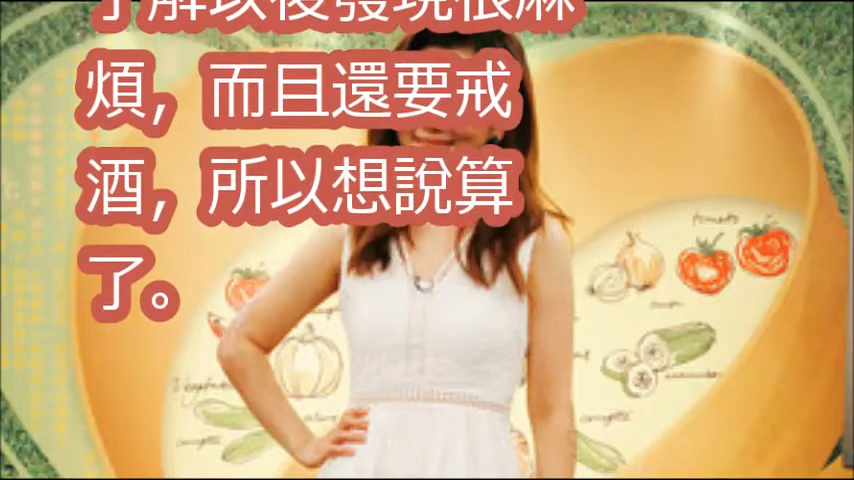 了解以後發現很麻
煩，而且還要戒
酒，所以想說算
了。
tomato